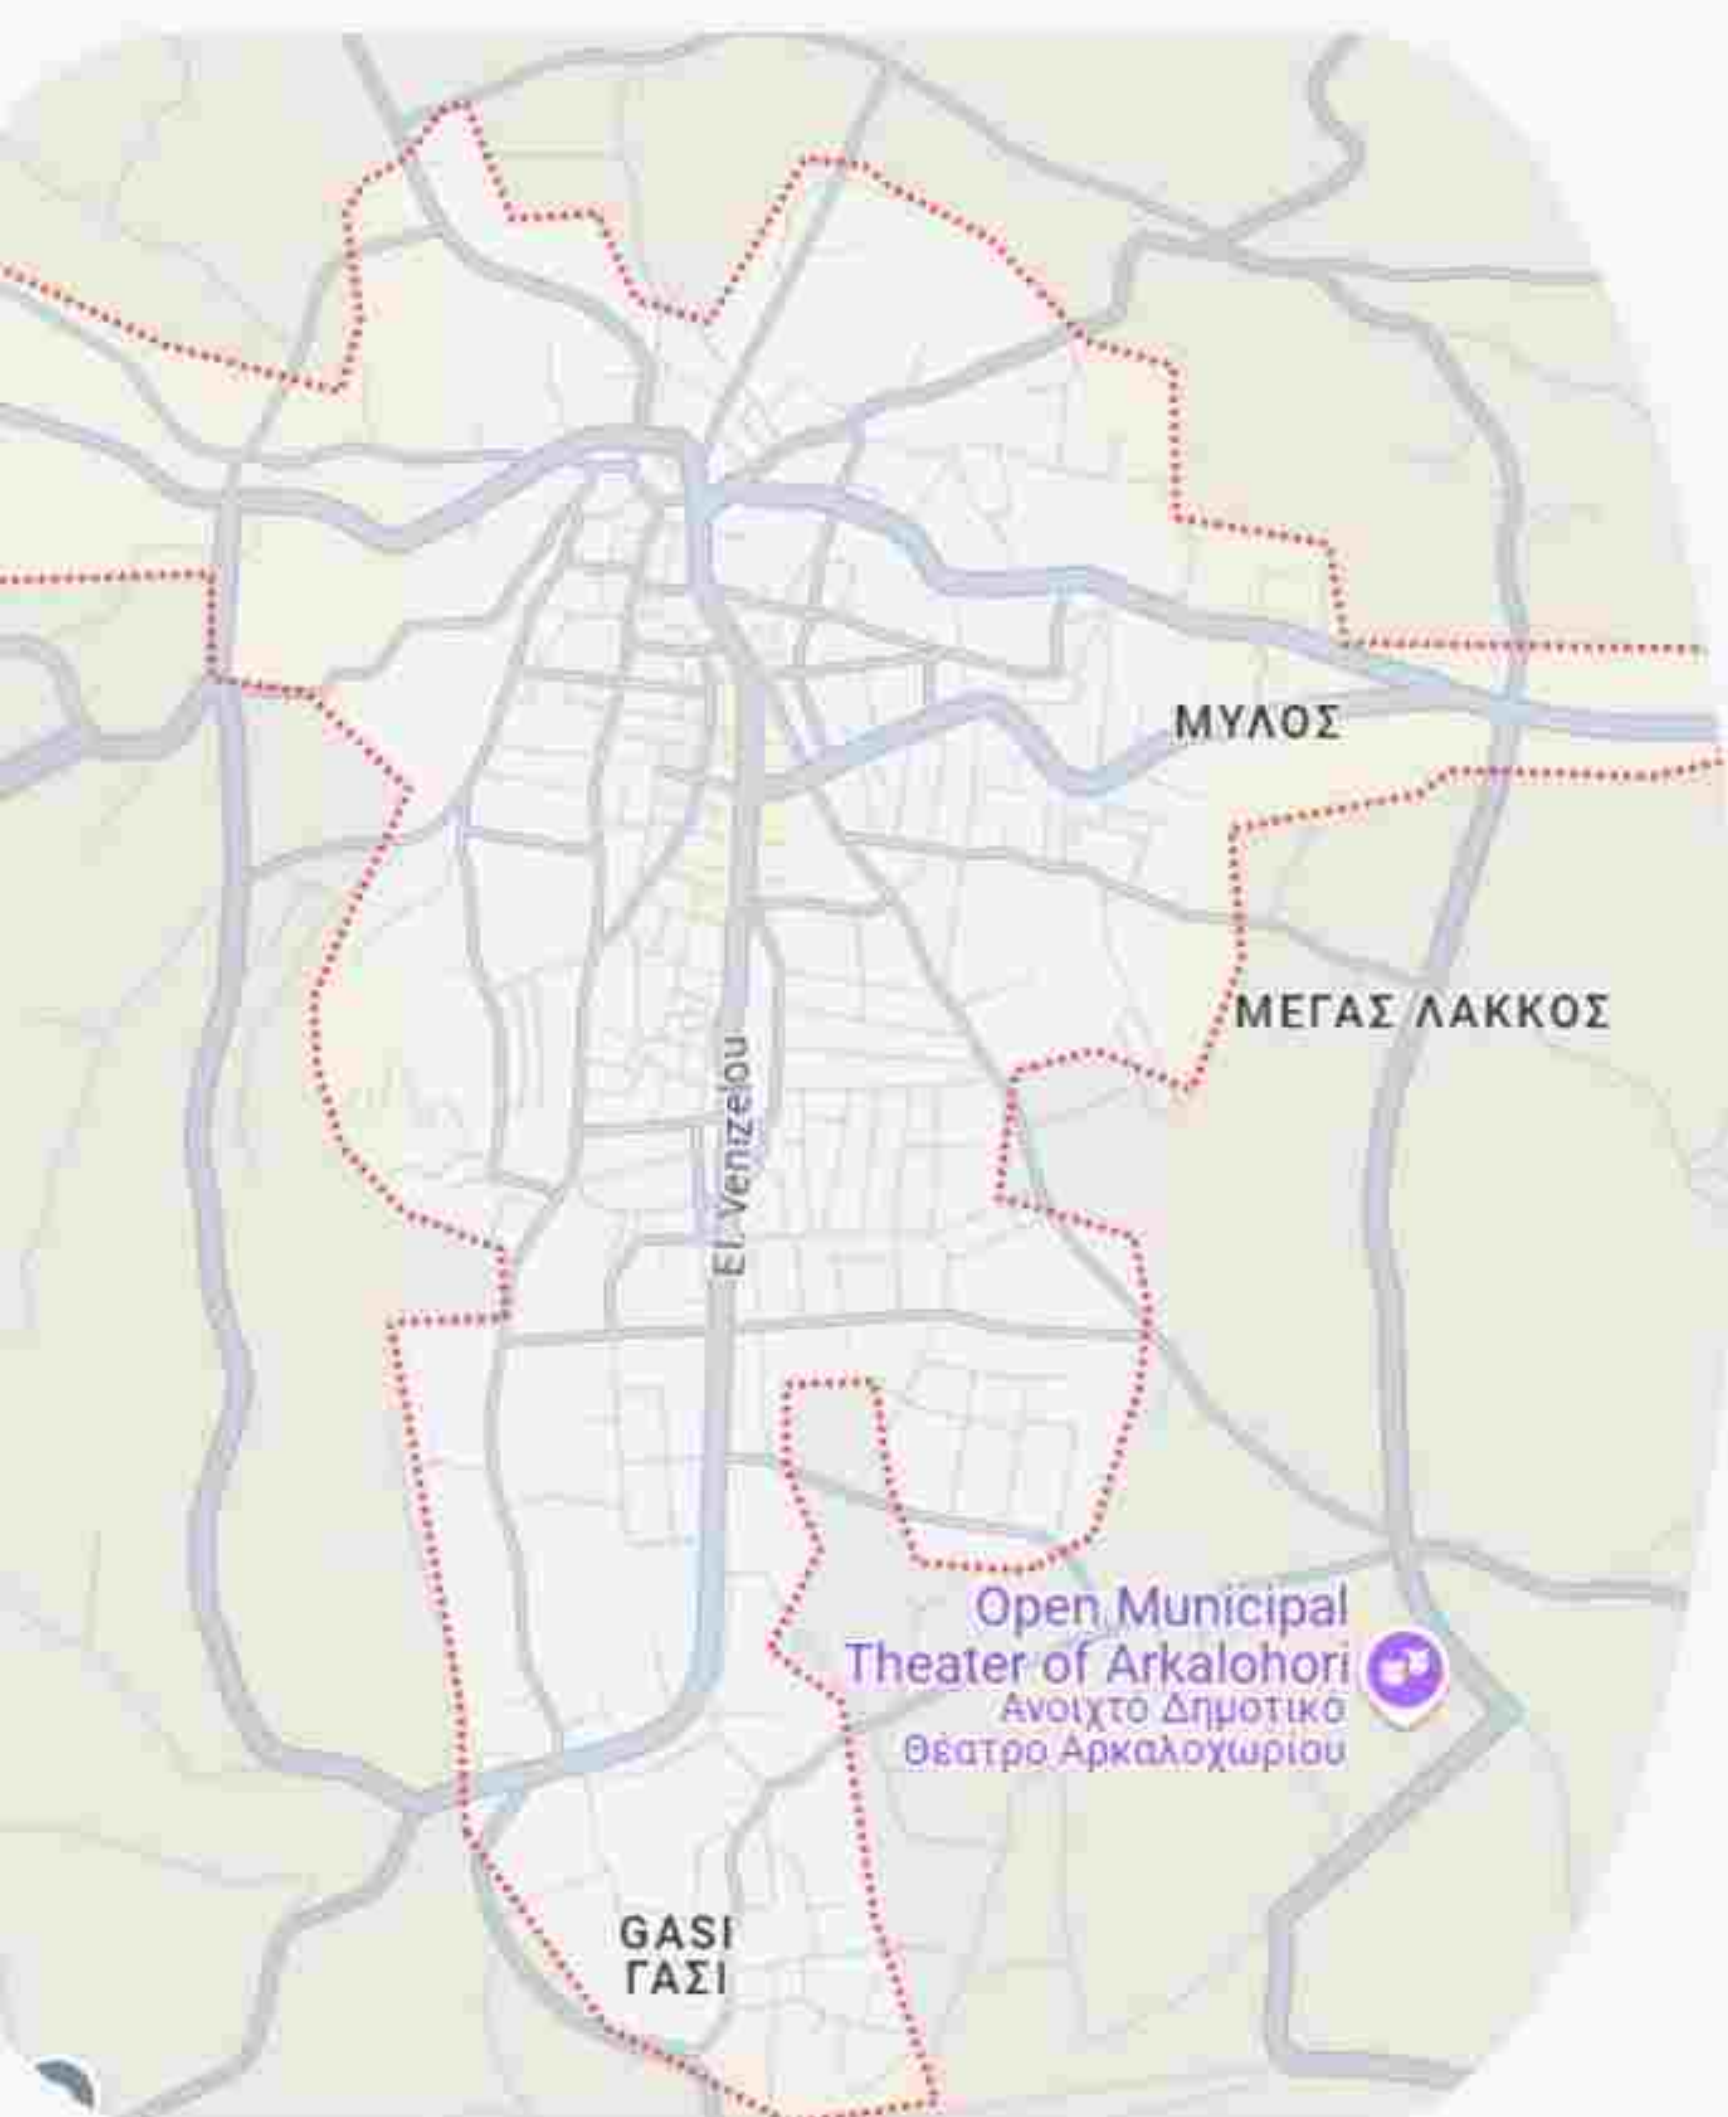 ΜΥΛΟΣ
ΜΕΓΑΣ ΛΑΚΚΟΣ
El. Venizelou
Open Municipal
Theater of Arkalohori
Ανοιχτό Δημοτικό
Θέατρο Αρκαλοχωρίου
GASI
ΓΑΣΙ